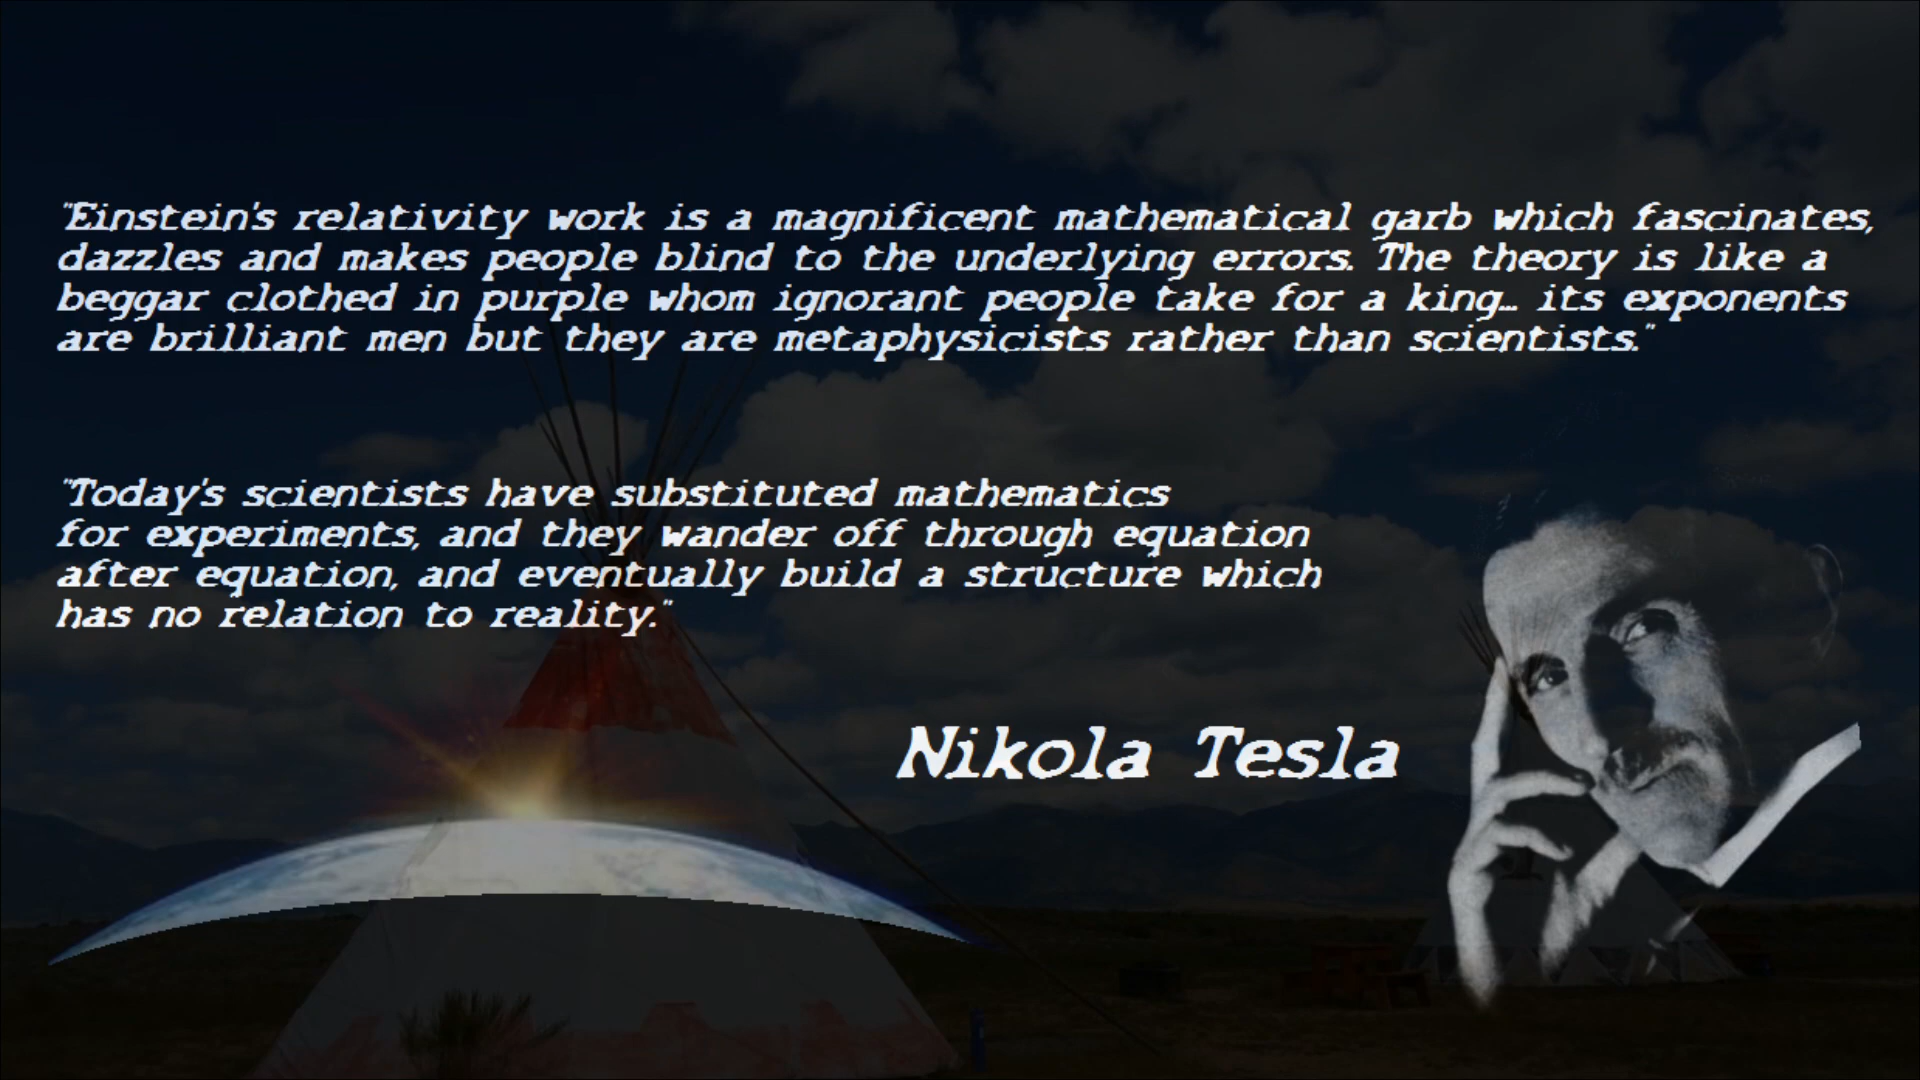 "Einstein's relativity work is a magnificent mathematical garb which fascinates,
dazzles and makes people blind to the underlying errors. The theory is like a
beggar clothed in purple whom ignorant people take for a king... its exponents
are brilliant men but they are metaphysicists rather than scientists."
"Today's scientists have substituted mathematics
for experiments, and they wander off through equation
after equation, and eventually build a structure which
has no relation to reality."
Nikola Tesla